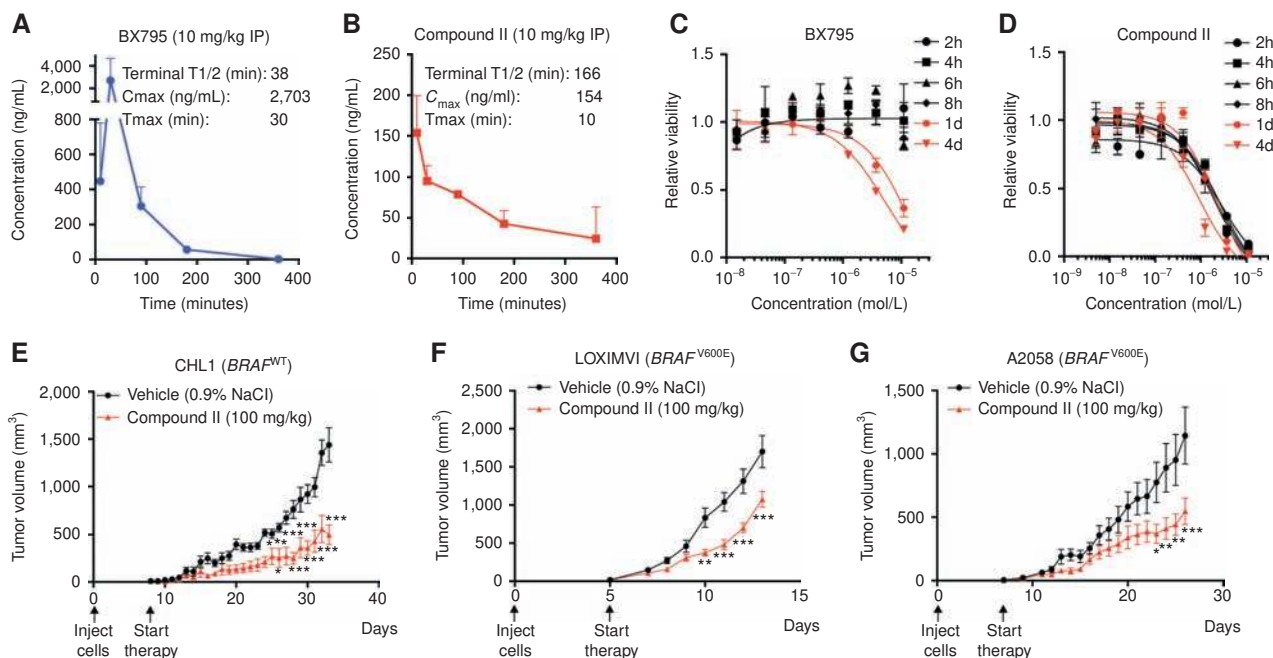 A
BX795 (10 mg/kg IP)
Concentration (ng/mL)
4,000
2,000
800
600
400
200
0
Terminal T1/2 (min): 38
Cmax (ng/mL): 2,703
Tmax (min): 30
0 100 200 300 400
Time (minutes)
B
Compound II (10 mg/kg IP)
Concentration (ng/mL)
250
200
150
100
50
0
Terminal T1/2 (min): 166
Cmax (ng/ml): 154
Tmax (min): 10
0 100 200 300 400
Time (minutes)
C
BX795
Relative viability
1.5
1.0
0.5
0.0
2h
4h
6h
8h
1d
4d
10⁻⁸ 10⁻⁷ 10⁻⁶ 10⁻⁵
Concentration (mol/L)
D
Compound II
Relative viability
1.5
1.0
0.5
0.0
2h
4h
6h
8h
1d
4d
10⁻⁹ 10⁻⁸ 10⁻⁷ 10⁻⁶ 10⁻⁵
Concentration (mol/L)
E
CHL1 (BRAFᵂᵀ)
Vehicle (0.9% NaCl)
Compound II (100 mg/kg)
Tumor volume (mm³)
2,000
1,500
1,000
500
0
0 10 20 30 40
Inject cells
Start therapy
Days
F
LOXIMVI (BRAF V600E)
Vehicle (0.9% NaCl)
Compound II (100 mg/kg)
Tumor volume (mm³)
2,500
2,000
1,500
1,000
500
0
** *** *** ***
0 5 10 15
Inject cells
Start therapy
Days
G
A2058 (BRAF V600E)
Vehicle (0.9% NaCl)
Compound II (100 mg/kg)
Tumor volume (mm³)
1,500
1,000
500
0
0 10 20 30
Inject cells
Start therapy
Days